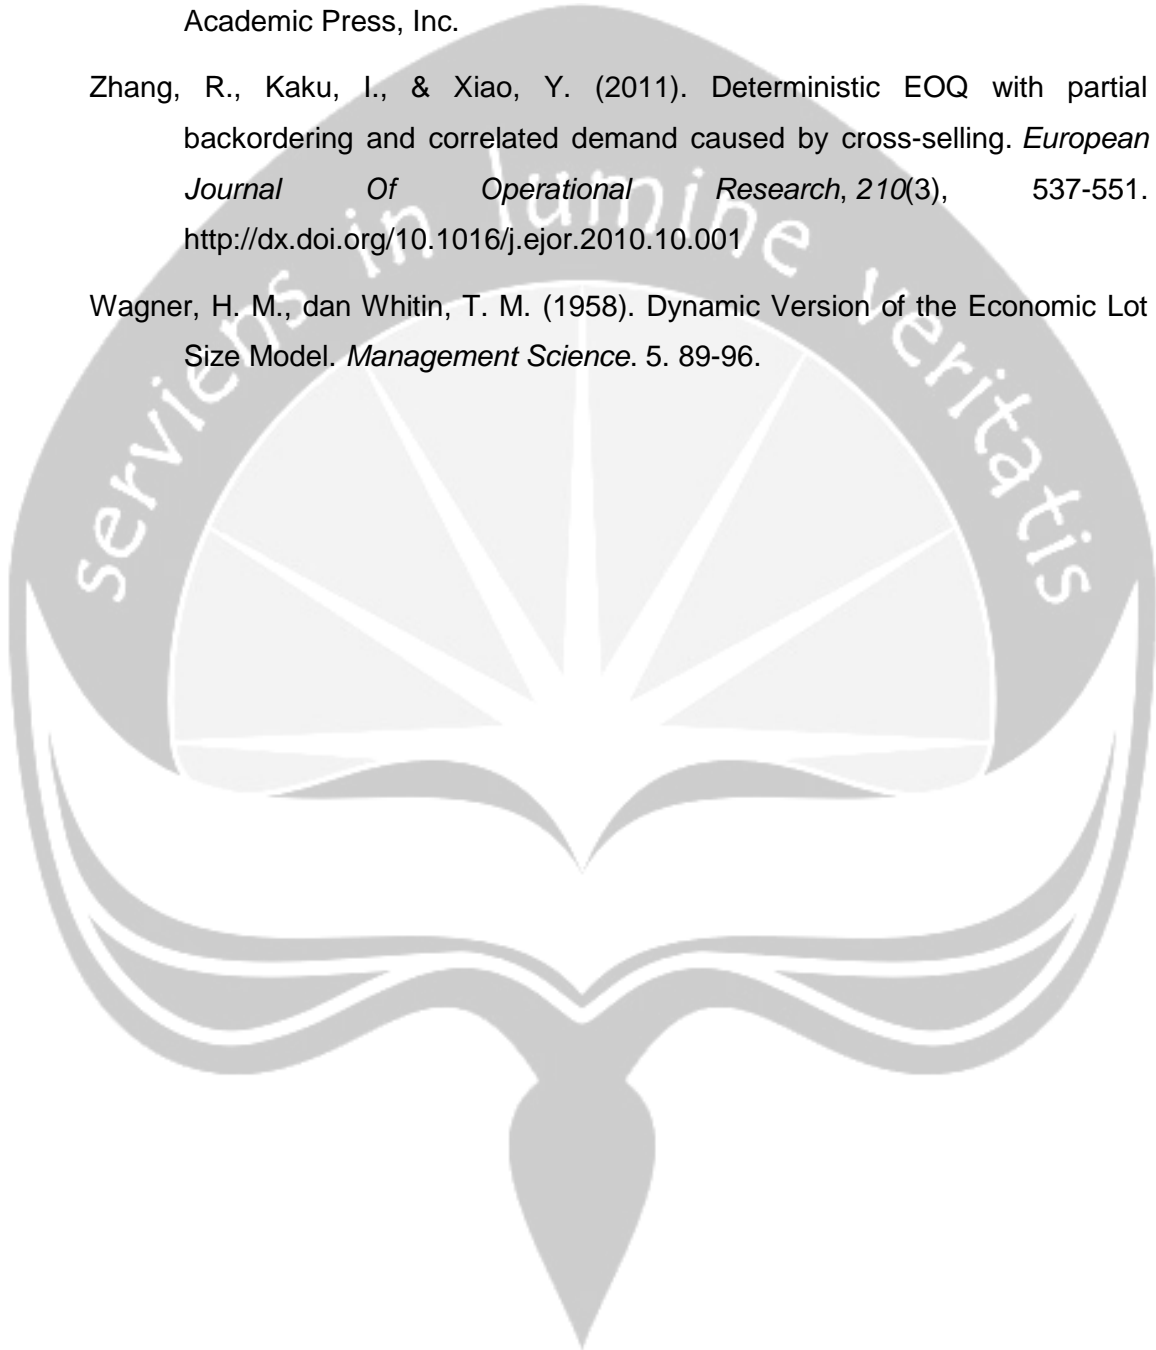 Academic Press, Inc.
Zhang, R., Kaku, I., & Xiao, Y. (2011). Deterministic EOQ with partial
backordering and correlated demand caused by cross-selling. European
Journal Of Operational Research, 210(3), 537-551.
http://dx.doi.org/10.1016/j.ejor.2010.10.001
Wagner, H. M., dan Whitin, T. M. (1958). Dynamic Version of the Economic Lot
Size Model. Management Science. 5. 89-96.
serviens in lumine veritatis